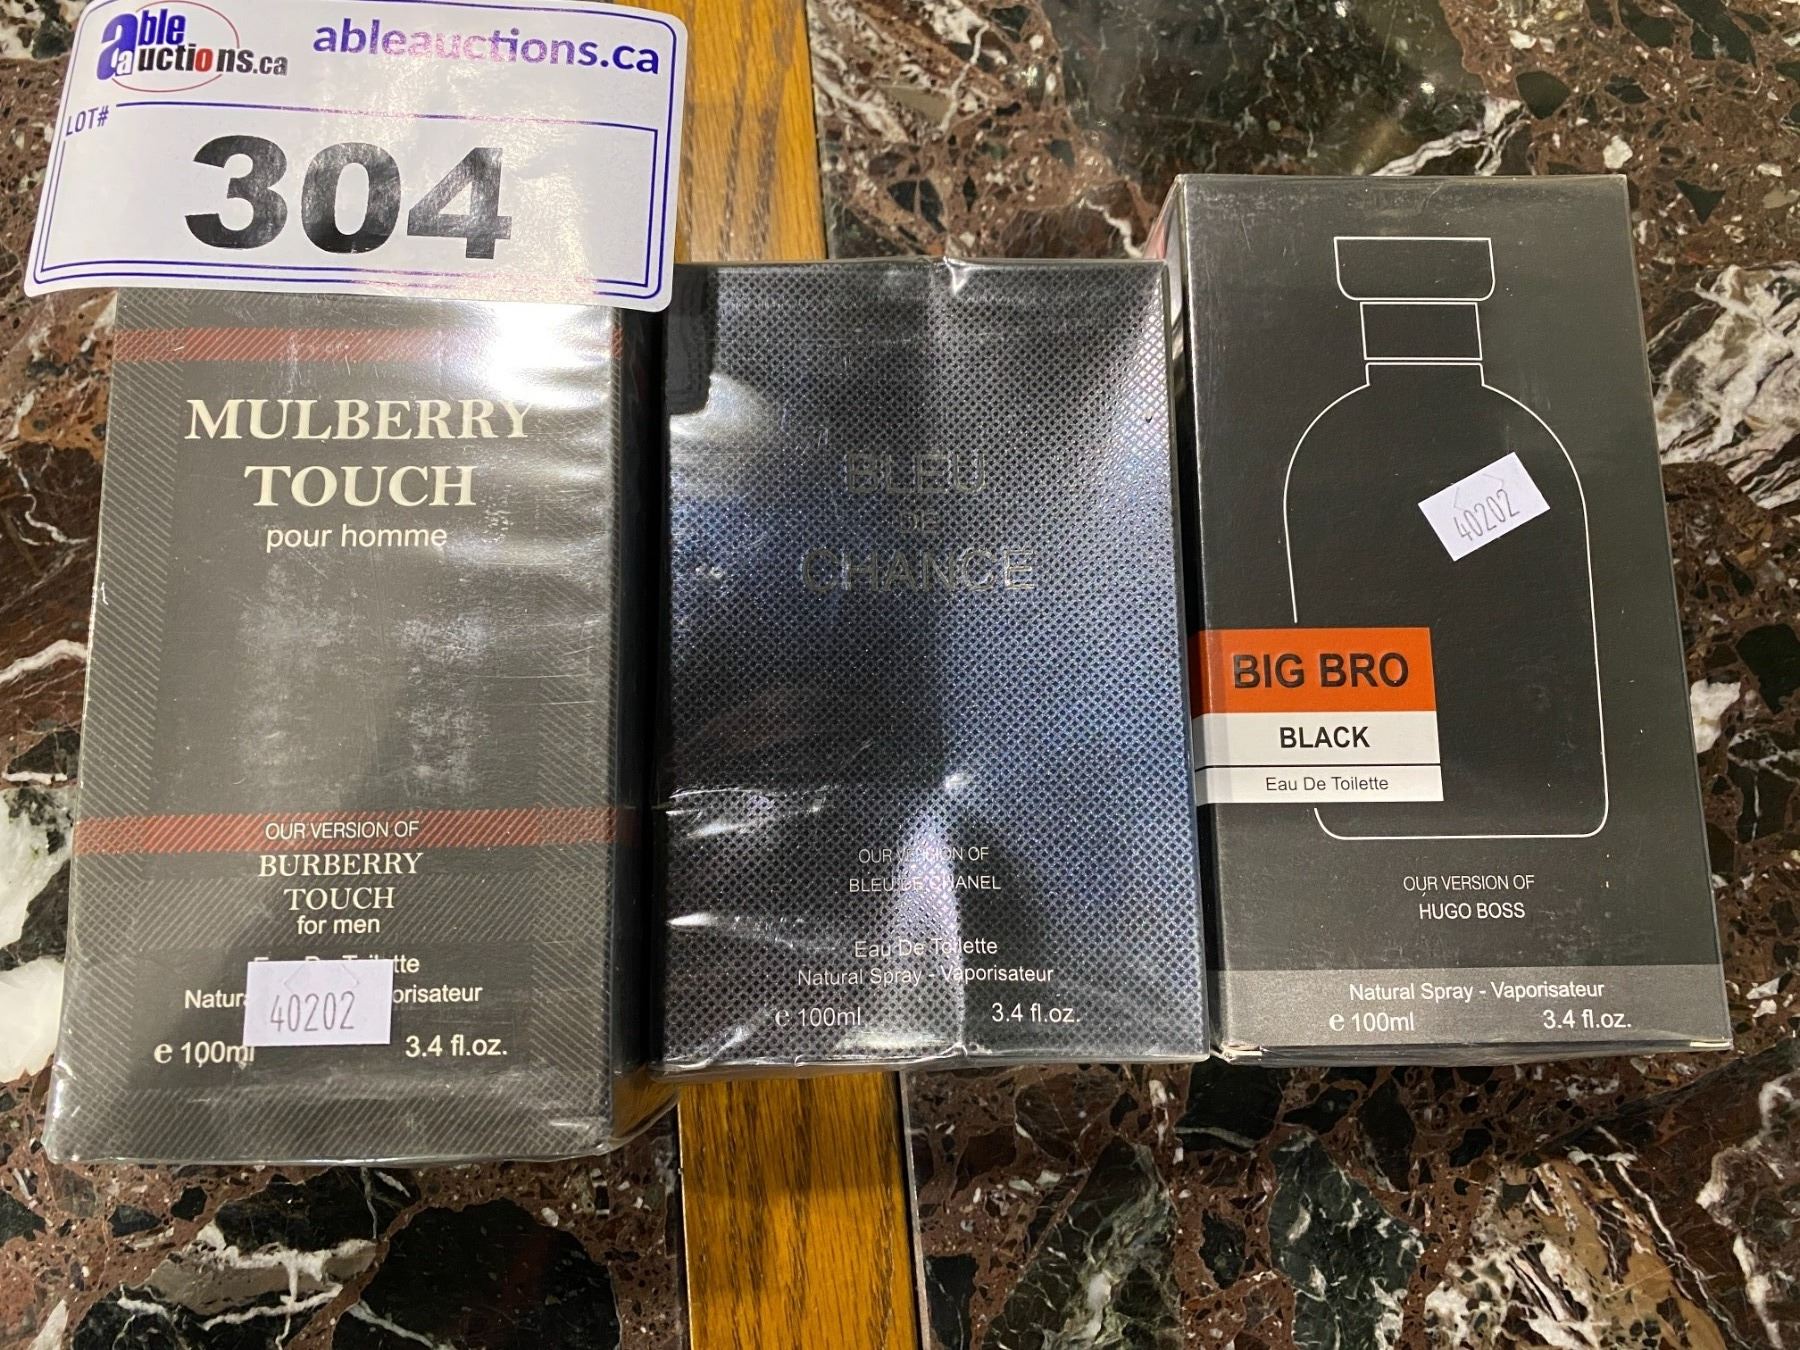 able auctions.ca
ableauctions.ca
LOT#
304
MULBERRY
TOUCH
pour homme
OUR VERSION OF
BURBERRY
TOUCH
for men
40202
100ml
3.4 fl.oz.
BLEU
DE
CHANCE
OUR VERSION OF
BLEU DE CHANEL
Eau De Toilette
Natural Spray - Vaporisateur
e 100ml
3.4 fl.oz.
40202
BIG BRO
BLACK
Eau De Toilette
OUR VERSION OF
HUGO BOSS
Natural Spray - Vaporisateur
e 100ml
3.4 fl.oz.